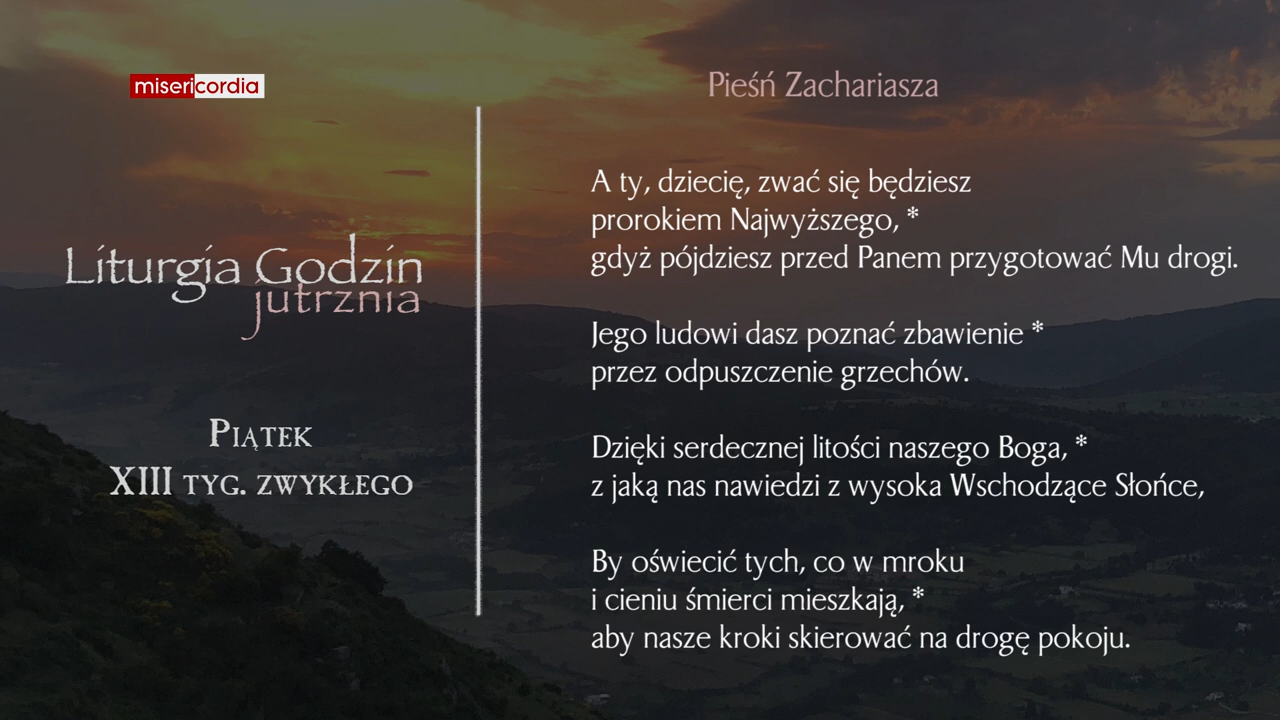 misericordia
Liturgia Godzin
jutrznia
Piątek
XIII tyg. zwykłego
Pieśń Zachariasza
A ty, dziecię, zwać się będziesz
prorokiem Najwyższego, *
gdyż pójdziesz przed Panem przygotować Mu drogi.
Jego ludowi dasz poznać zbawienie *
przez odpuszczenie grzechów.
Dzięki serdecznej litości naszego Boga, *
z jaką nas nawiedzi z wysoka Wschodzące Słońce,
By oświecić tych, co w mroku
i cieniu śmierci mieszkają, *
aby nasze kroki skierować na drogę pokoju.